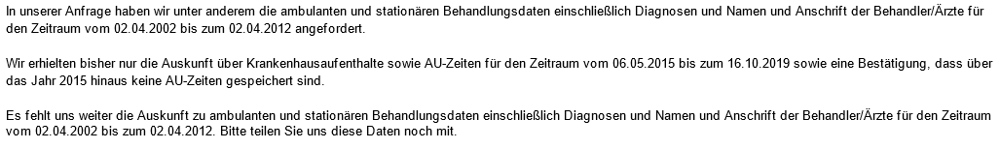 In unserer Anfrage haben wir unter anderem die ambulanten und stationären Behandlungsdaten einschließlich Diagnosen und Namen und Anschrift der Behandler/Ärzte für
den Zeitraum vom 02.04.2002 bis zum 02.04.2012 angefordert.
Wir erhielten bisher nur die Auskunft über Krankenhausaufenthalte sowie AU-Zeiten für den Zeitraum vom 06.05.2015 bis zum 16.10.2019 sowie eine Bestätigung, dass über
das Jahr 2015 hinaus keine AU-Zeiten gespeichert sind.
Es fehlt uns weiter die Auskunft zu ambulanten und stationären Behandlungsdaten einschließlich Diagnosen und Namen und Anschrift der Behandler/Ärzte für den Zeitraum
vom 02.04.2002 bis zum 02.04.2012. Bitte teilen Sie uns diese Daten noch mit.